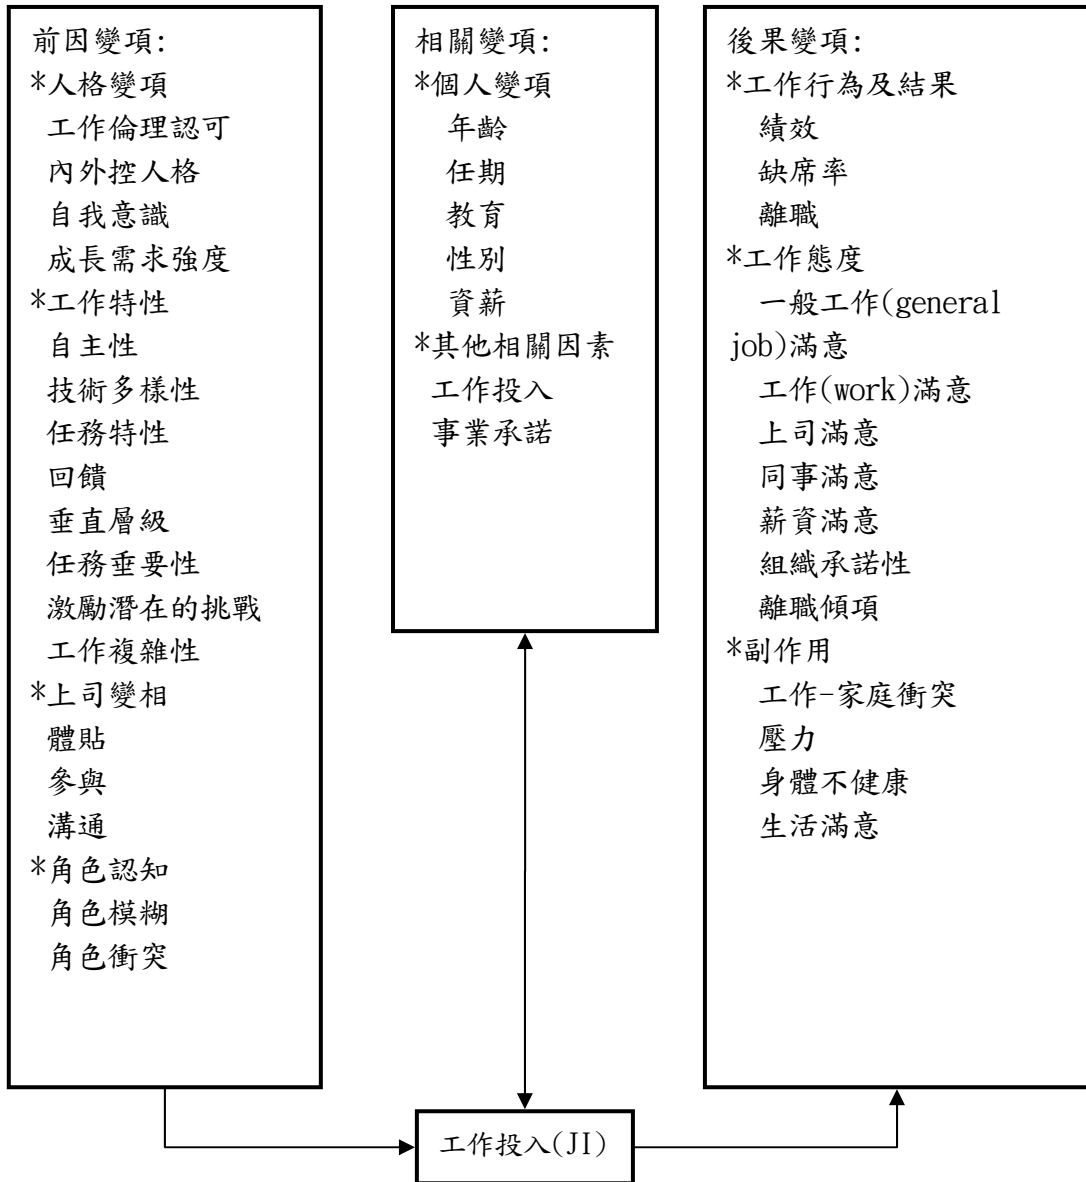 前因變項:
*人格變項
工作倫理認可
內外控人格
自我意識
成長需求強度
*工作特性
自主性
技術多樣性
任務特性
回饋
垂直層級
任務垂要性
激勵潛在的挑戰
工作複雜性
*上司變相
體貼
參與
溝通
*角色認知
角色模糊
角色衝突
相關變項:
*個人變項
年齡
任期
教育
性別
資薪
*其他相關因素
工作投入
事業承諾
後果變項:
*工作行為及結果
績效
缺席率
離職
*工作態度
一般工作(general
job)滿意
工作(work)滿意
上司滿意
同事滿意
薪資滿意
組織承諾性
離職傾項
*副作用
工作-家庭衝突
壓力
身體不健康
生活滿意
工作投入(JI)